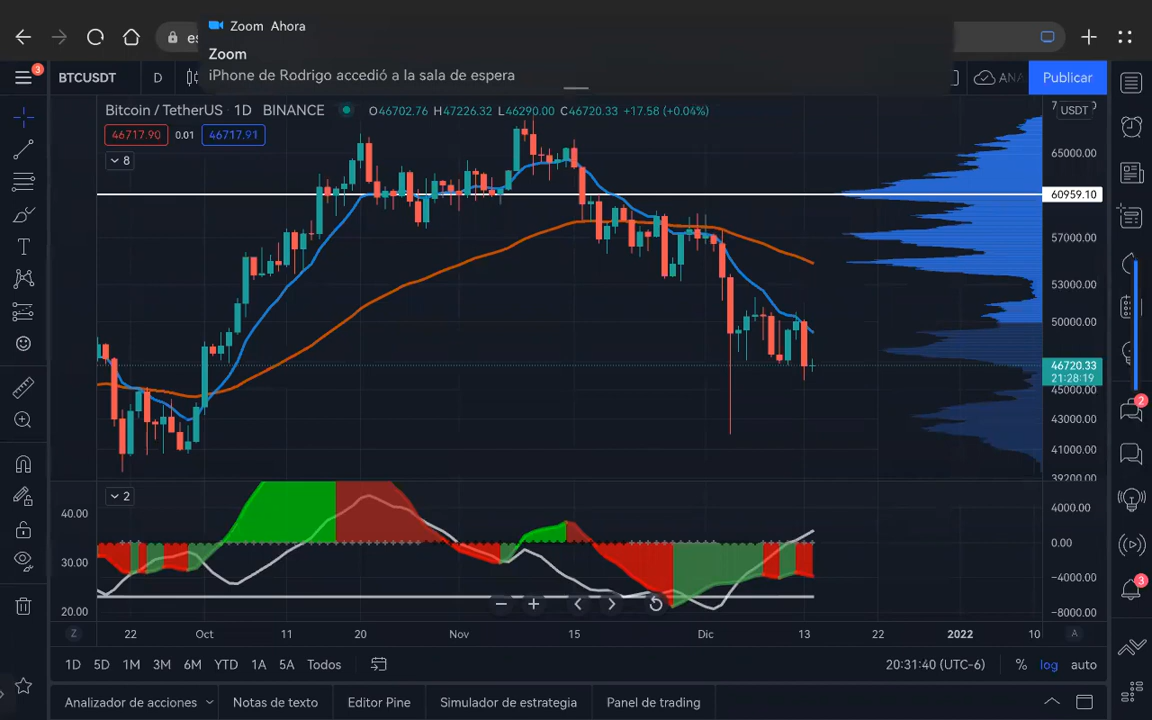 Zoom Ahora
Zoom
iPhone de Rodrigo accedió a la sala de espera
es
3
BTCUSDT
D
Publicar
Bitcoin / TetherUS · 1D BINANCE
O46702.76 H47226.32 L46290.00 C46720.33 +17.58 (+0.04%)
USDT
46717.90
0.01
46717.91
8
65000.00
60959.10
57000.00
53000.00
50000.00
46720.33
21:28:19
45000.00
43000.00
41000.00
39200.00
2
2
40.00
30.00
20.00
4000.00
0.00
−4000.00
−8000.00
3
Z
22
Oct
11
20
Nov
15
Dic
13
22
2022
10
A
1D
5D
1M
3M
6M
YTD
1A
5A
Todos
20:31:40 (UTC-6)
%
log
auto
Analizador de acciones
Notas de texto
Editor Pine
Simulador de estrategia
Panel de trading